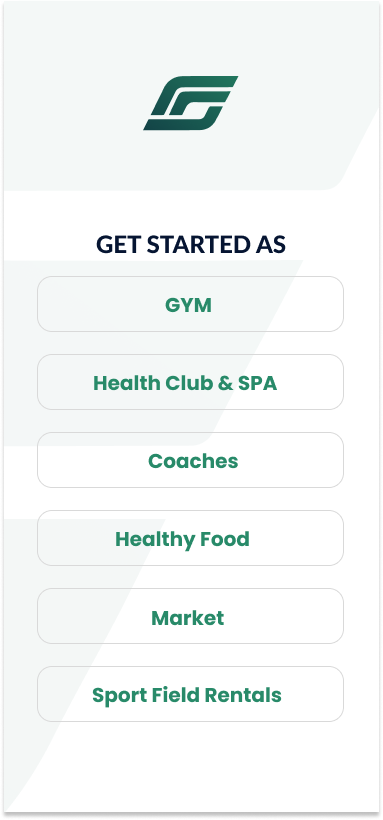 GET STARTED AS
GYM
Health Club & SPA
Coaches
Healthy Food
Market
Sport Field Rentals